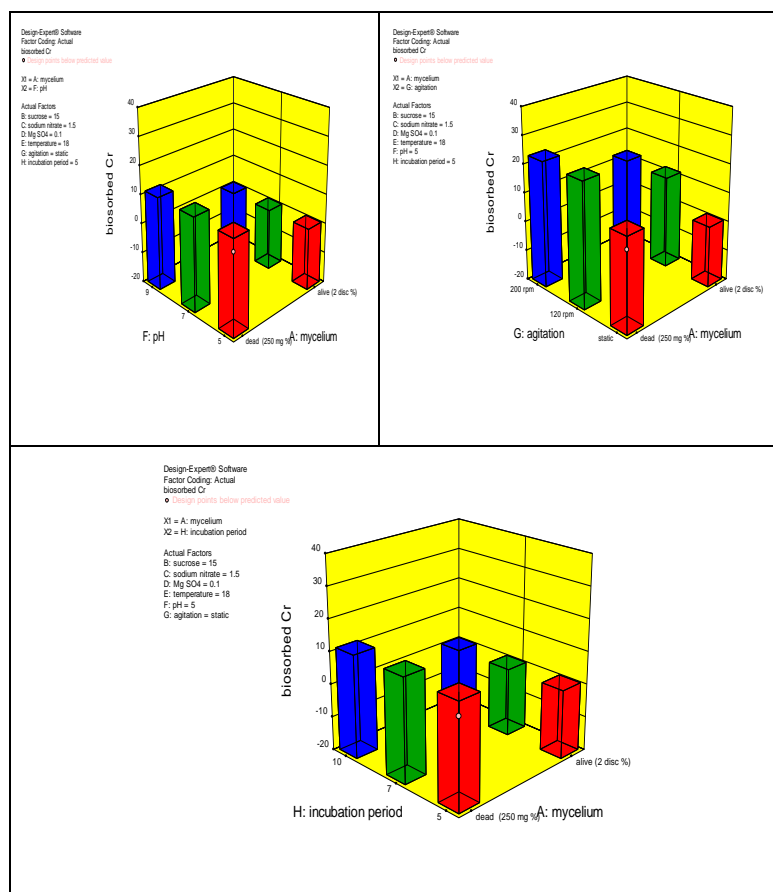 Design-Expert® Software
Factor Coding: Actual
biosorbed Cr
Design points below predicted value
X1 = A: mycelium
X2 = F: pH
Actual Factors
B: sucrose = 15
C: sodium nitrate = 1.5
D: Mg SO4 = 0.1
E: temperature = 18
G: agitation = static
H: incubation period = 5
40
30
20
10
0
-10
-20
biosorbed Cr
9
7
5
F: pH
dead (250 mg %)
alive (2 disc %)
A: mycelium
Design-Expert® Software
Factor Coding: Actual
biosorbed Cr
Design points below predicted value
X1 = A: mycelium
X2 = G: agitation
Actual Factors
B: sucrose = 15
C: sodium nitrate = 1.5
D: Mg SO4 = 0.1
E: temperature = 18
F: pH = 5
H: incubation period = 5
40
30
20
10
0
-10
-20
biosorbed Cr
200 rpm
120 rpm
static
G: agitation
dead (250 mg %)
alive (2 disc %)
A: mycelium
Design-Expert® Software
Factor Coding: Actual
biosorbed Cr
Design points below predicted value
X1 = A: mycelium
X2 = H: incubation period
Actual Factors
B: sucrose = 15
C: sodium nitrate = 1.5
D: Mg SO4 = 0.1
E: temperature = 18
F: pH = 5
G: agitation = static
40
30
20
10
0
-10
-20
biosorbed Cr
10
7
5
H: incubation period
dead (250 mg %)
alive (2 disc %)
A: mycelium